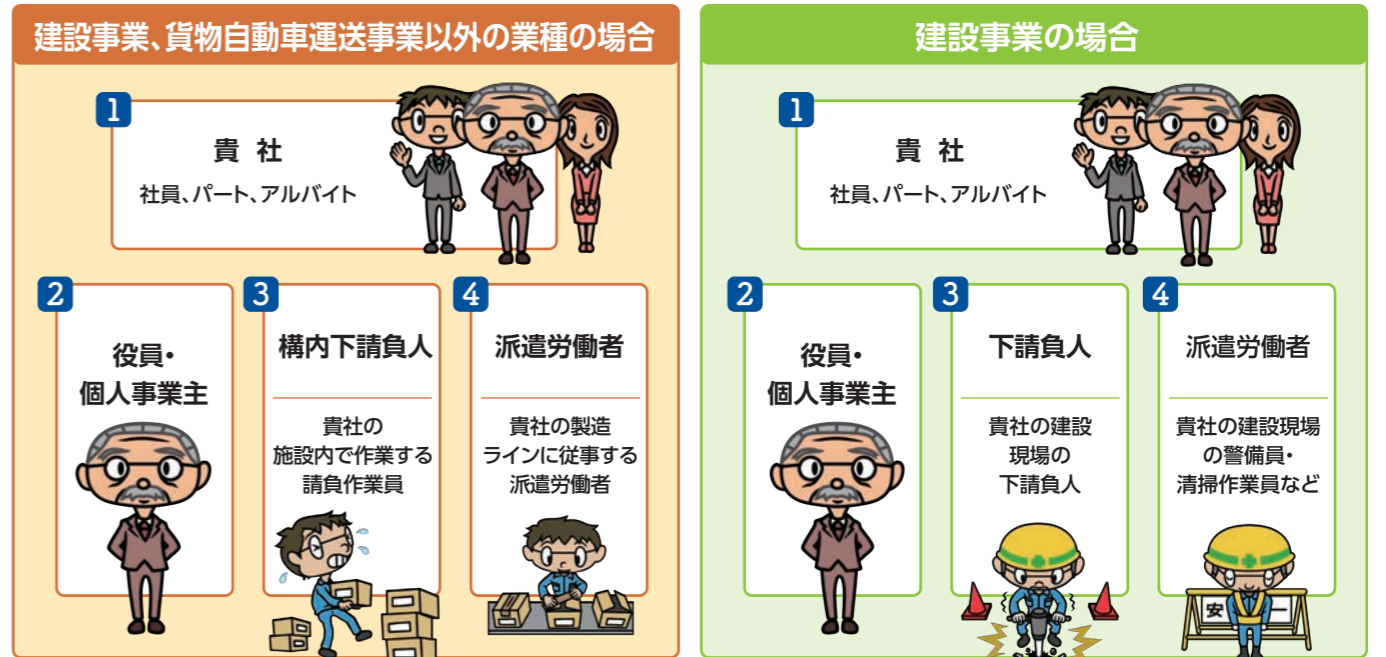 建設事業、貨物自動車運送事業以外の業種の場合
1
貴 社
社員、パート、アルバイト
2
役員・
個人事業主
3
構内下請負人
貴社の
施設内で作業する
請負作業員
4
派遣労働者
貴社の製造
ラインに従事する
派遣労働者
建設事業の場合
1
貴 社
社員、パート、アルバイト
2
役員・
個人事業主
3
下請負人
貴社の建設
現場の
下請負人
4
派遣労働者
貴社の建設現場
の警備員・
清掃作業員など
安 一